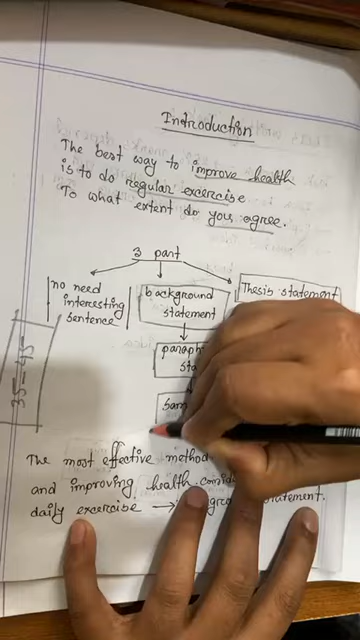 Introduction
The best way to improve health
is to do regular exercise
To what extent do you agree.
3 part
no need
interesting
sentence
background
statement
Thesis statement
35-45
The most effective method
and improving health
daily exercise →